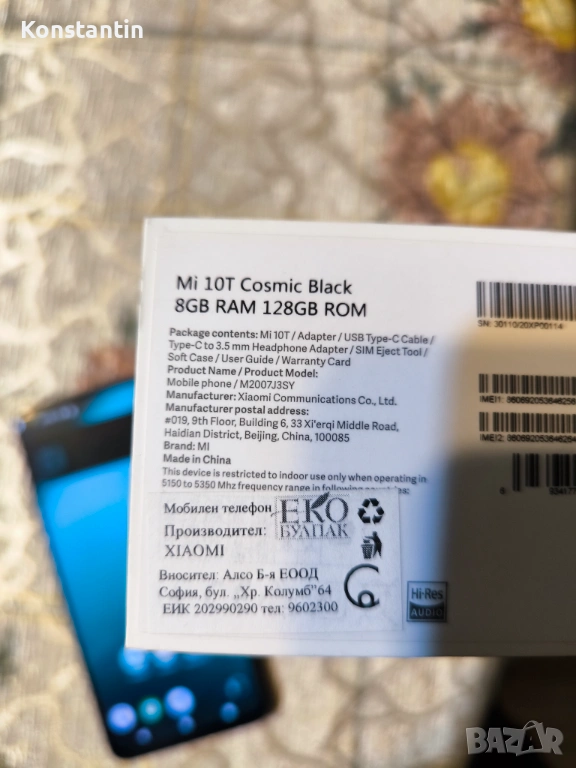 Konstantin
Mi 10T Cosmic Black
8GB RAM 128GB ROM
Package contents: Mi 10T / Adapter / USB Type-C Cable /
Type-C to 3.5 mm Headphone Adapter / SIM Eject Tool /
Soft Case / User Guide / Warranty Card
Product Name / Product Model:
Mobile phone / M2007J3SY
Manufacturer: Xiaomi Communications Co., Ltd.
Manufacturer postal address:
#019, 9th Floor, Building 6, 33 Xi'erqi Middle Road,
Haidian District, Beijing, China, 100085
Brand: MI
Made in China
This device is restricted to indoor use only when operating in
5150 to 5350 Mhz frequency range in following countries:
SN: 30110/20XP00114
IMEI1:
IMEI2:
Мобилен телефон
ЕКО
БУЛПАК
Производител:
XIAOMI
Вносител: Алсо Б-я ЕООД
София, бул. „Хр. Колумб"64
ЕИК 202990290 тел: 9602300
Hi-Res
AUDIO
BAZAR